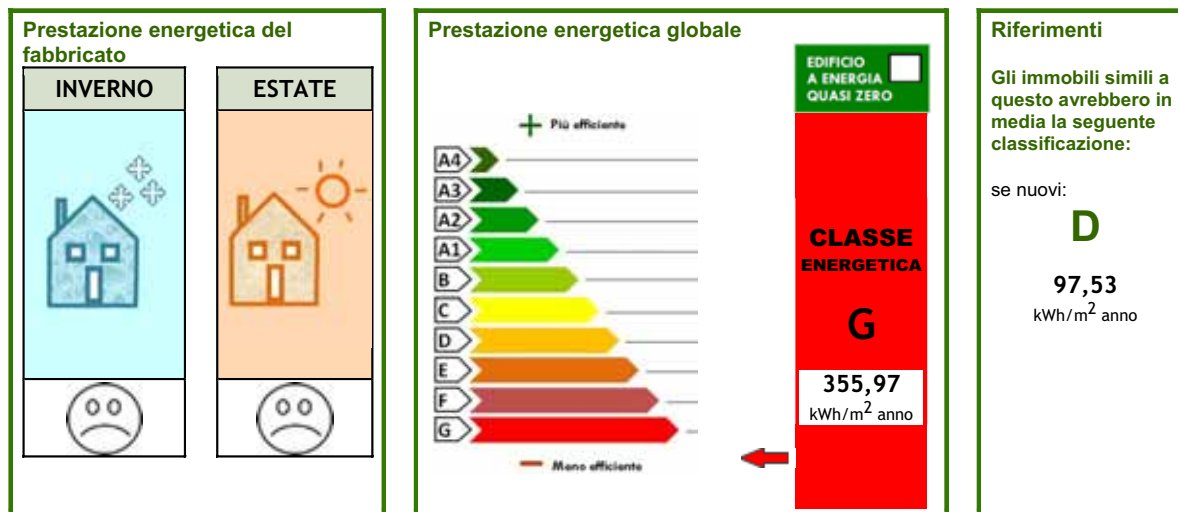 Prestazione energetica del
fabbricato
INVERNO
ESTATE
Prestazione energetica globale
EDIFICIO
A ENERGIA
QUASI ZERO
Più efficiente
A4
A3
A2
A1
B
C
D
E
F
G
Meno efficiente
CLASSE
ENERGETICA
G
355,97
kWh/m² anno
Riferimenti
Gli immobili simili a
questo avrebbero in
media la seguente
classificazione:
se nuovi:
D
97,53
kWh/m² anno